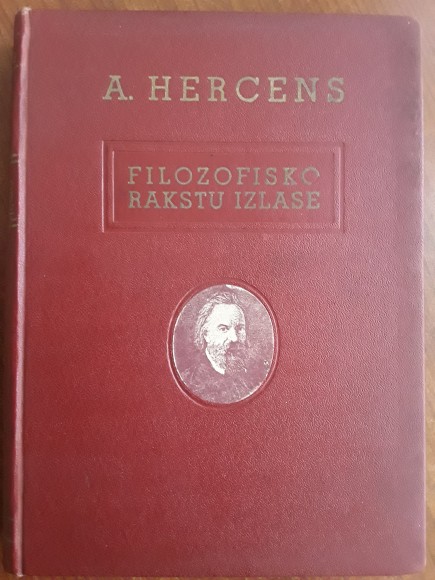 A. HERCENS
FILOZOFISKO
RAKSTU IZLASE